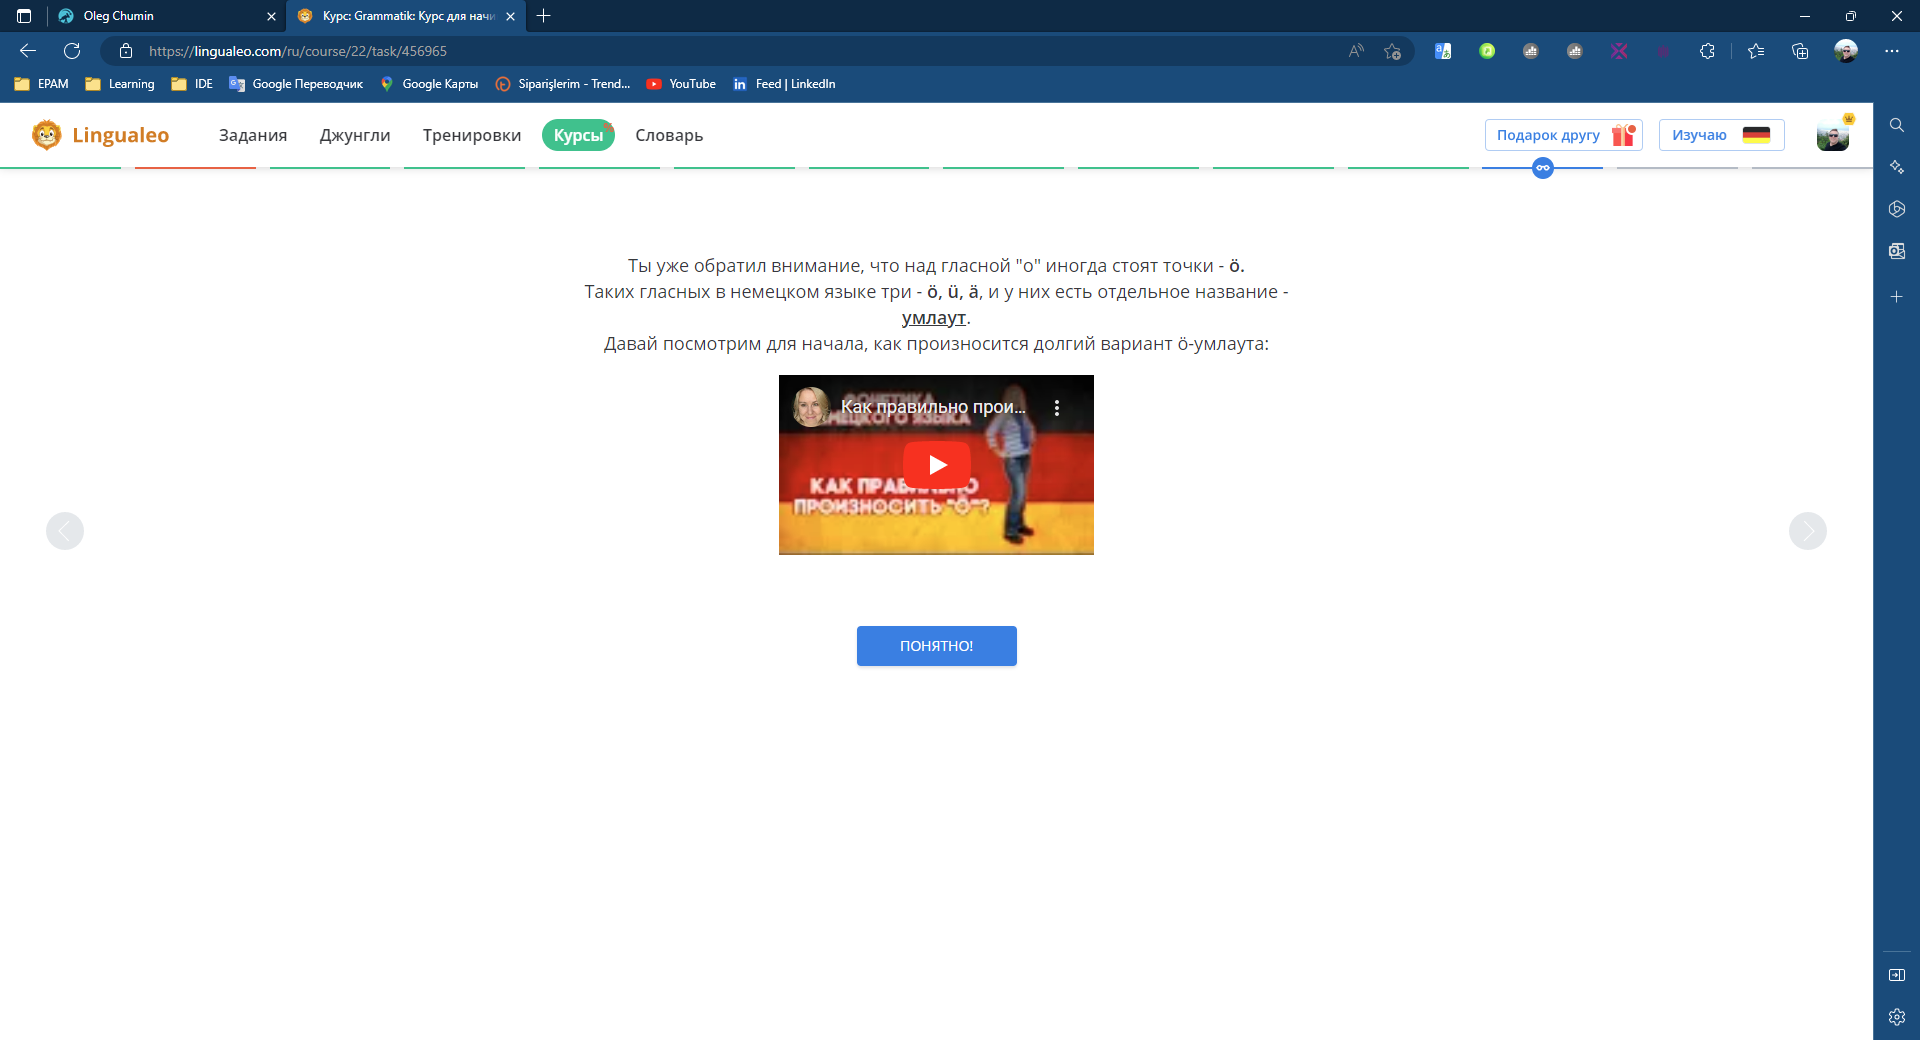 Oleg Chumin
Курс: Grammatik: Курс для начи
https://lingualeo.com/ru/course/22/task/456965
EPAM
Learning
IDE
Google Переводчик
Google Карты
Siparişlerim - Trend...
YouTube
Feed | LinkedIn
Lingualeo
Задания
Джунгли
Тренировки
Курсы
Словарь
Подарок другу
Изучаю
Ты уже обратил внимание, что над гласной "о" иногда стоят точки - ö.
Таких гласных в немецком языке три - ö, ü, ä, и у них есть отдельное название -
умлаут.
Давай посмотрим для начала, как произносится долгий вариант ö-умлаута:
Как правильно прои...
КАК ПРАВИЛЬНО
ПРОИЗНОСИТЬ "Ö"?
ПОНЯТНО!